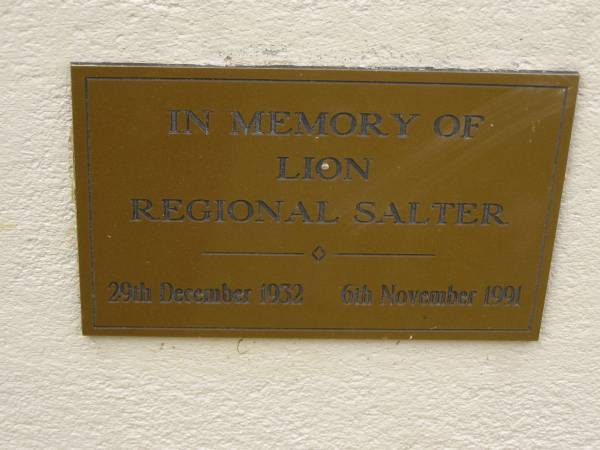 IN MEMORY OF
LION
REGIONAL SALTER
29th December 1932 6th November 1991